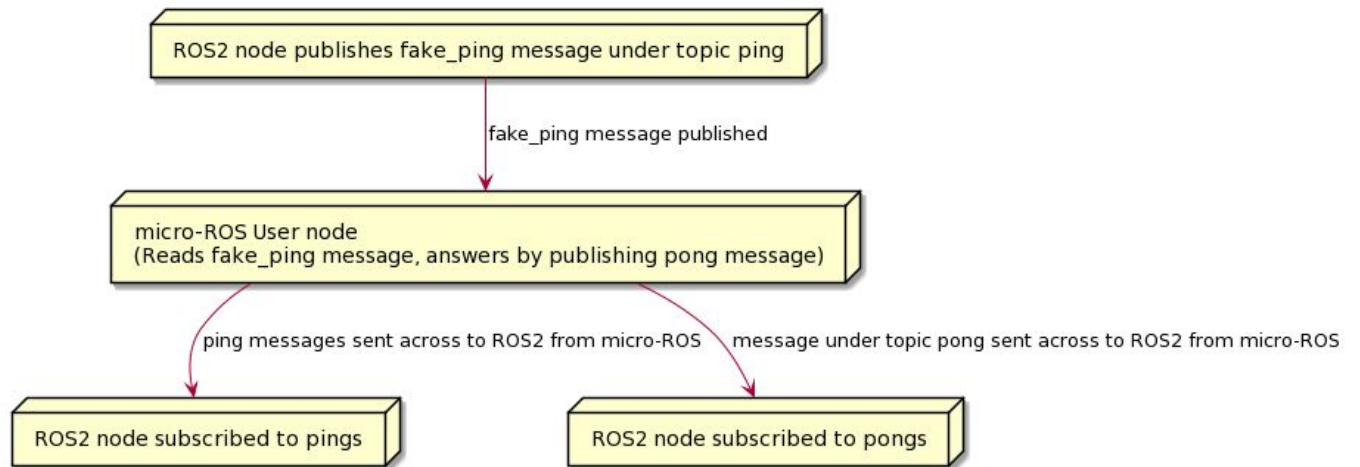 ROS2 node publishes fake_ping message under topic ping
fake_ping message published
micro-ROS User node
(Reads fake_ping message, answers by publishing pong message)
ping messages sent across to ROS2 from micro-ROS
message under topic pong sent across to ROS2 from micro-ROS
ROS2 node subscribed to pings
ROS2 node subscribed to pongs